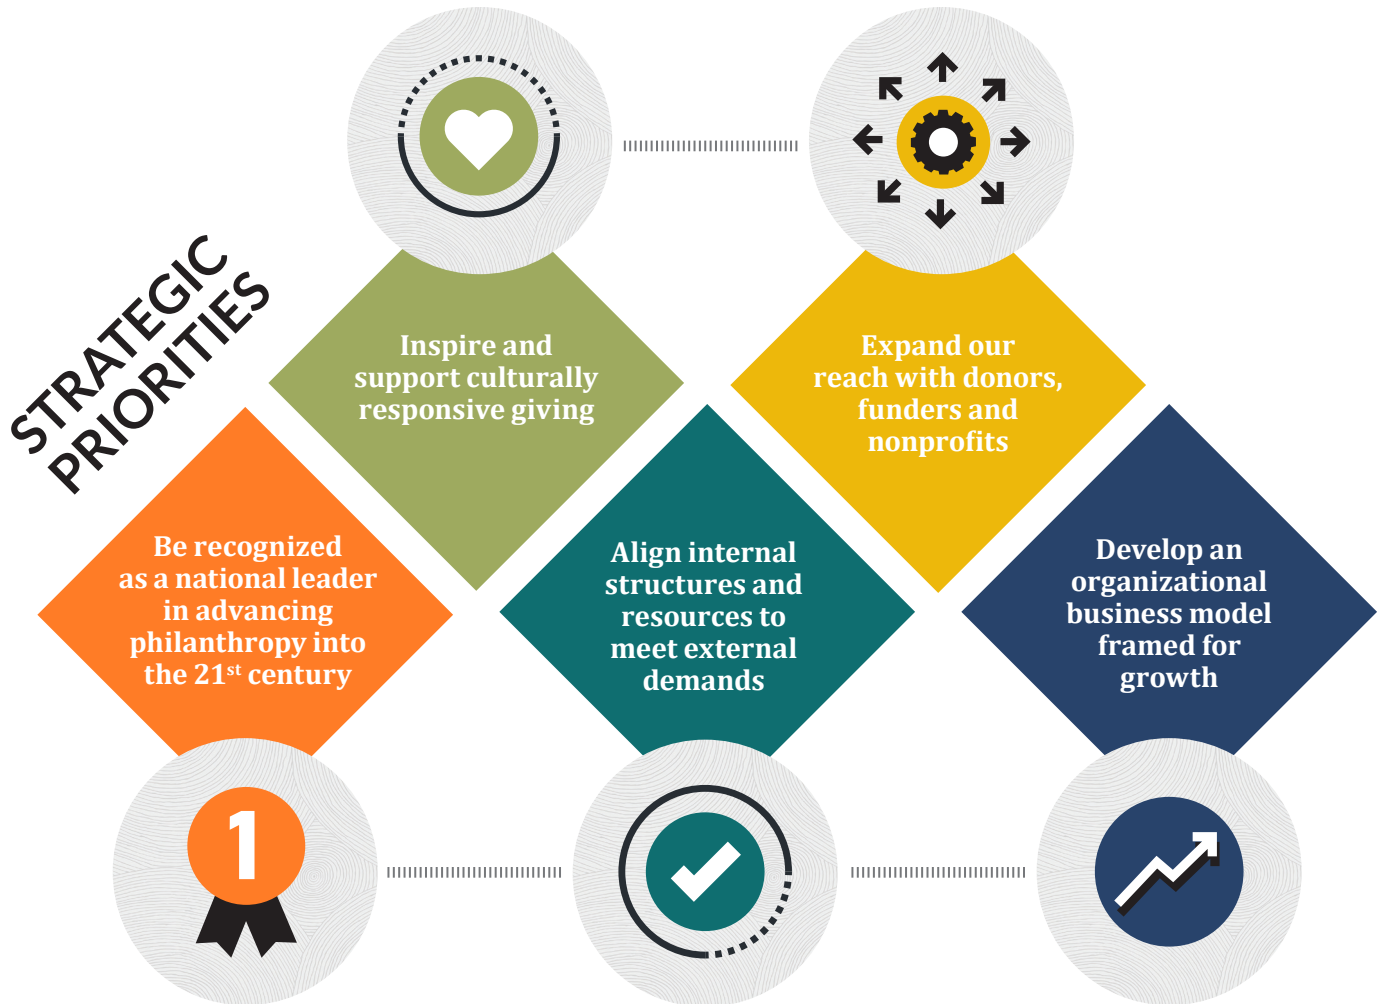 STRATEGIC
PRIORITIES
Inspire and
support culturally
responsive giving
Expand our
reach with donors,
funders and
nonprofits
Be recognized
as a national leader
in advancing
philanthropy into
the 21st century
Align internal
structures and
resources to
meet external
demands
Develop an
organizational
business model
framed for
growth
1